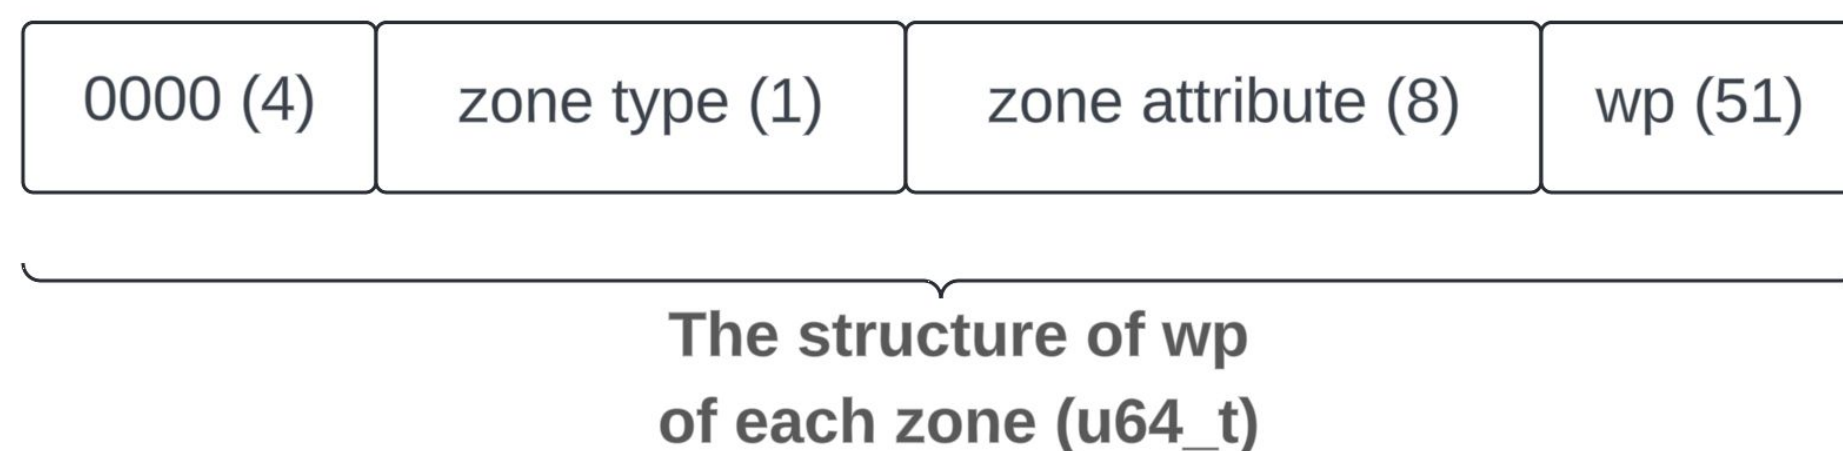 0000 (4) zone type (1) zone attribute (8) wp (51)
The structure of wp
of each zone (u64_t)